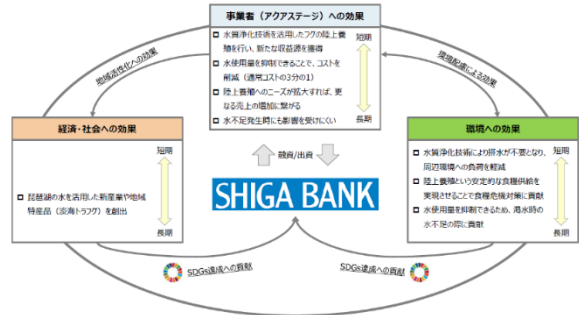 事業者（アクアステージ）への効果
□ 水質浄化技術を活用したフグの陸上養
殖を行い、新たな収益源を獲得
□ 水使用量を抑制できることで、コストを
削減（通常コストの3分の1）
□ 陸上養殖へのニーズが拡大すれば、更
なる売上の増加に繋がる
□ 水不足発生時にも影響を受けにくい
短期
長期
地域活性化への効果
環境配慮による効果
経済・社会への効果
□ 琵琶湖の水を活用した新産業や地域
特産品（淡海トラフグ）を創出
短期
長期
融資/出資
SHIGA BANK
環境への効果
□ 水質浄化技術により排水が不要となり、
周辺環境への負荷を軽減
□ 陸上養殖という安定的な食糧供給を
実現させることで食糧危機対策に貢献
□ 水使用量を抑制できるため、渇水時の
水不足の際に貢献
短期
長期
SDGs達成への貢献
SDGs達成への貢献